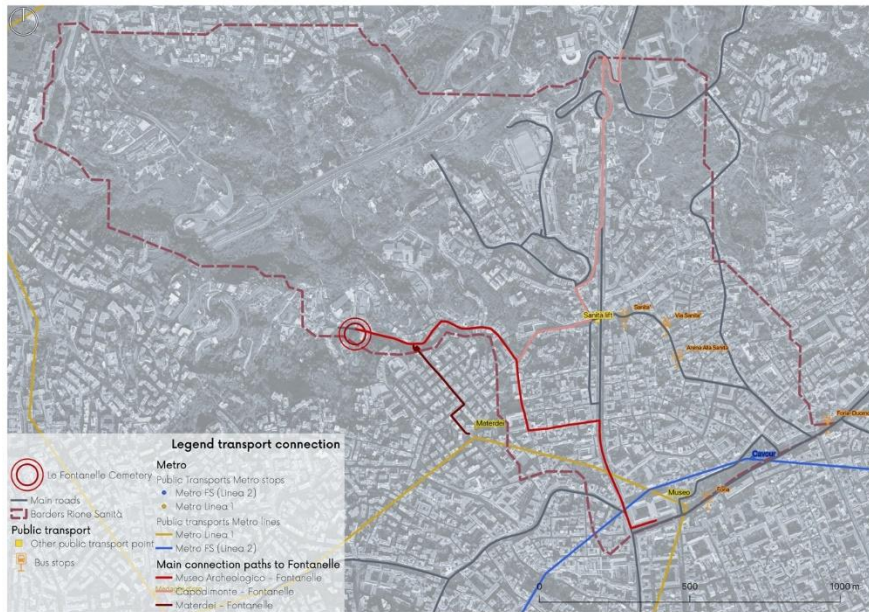 Sanità lift
Sanita
Via Sanita'
Arena Alla Sanità
Materdei
Cavour
Museo
Legend transport connection
Le Fontanelle Cemetery
Main roads
Borders Rione Sanità
Public transport
Other public transport point
Bus stops
Metro
Public Transports Metro stops
Metro FS (Linea 2)
Metro Linea 1
Public transports Metro lines
Metro Linea 1
Metro FS (Linea 2)
Main connection paths to Fontanelle
Museo Archeologico - Fontanelle
Capodimonte - Fontanelle
Materdei - Fontanelle
0
500
1000 m